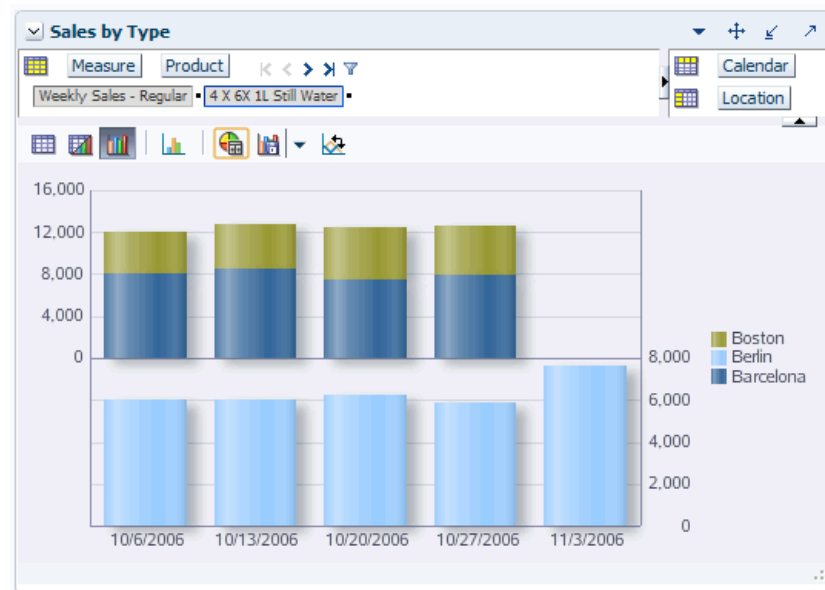 Sales by Type
Measure Product
Calendar
Weekly Sales - Regular 4 X 6X 1L Still Water
Location
16,000
12,000
8,000
4,000
0
8,000
6,000
4,000
2,000
0
Boston
Berlin
Barcelona
10/6/2006 10/13/2006 10/20/2006 10/27/2006 11/3/2006